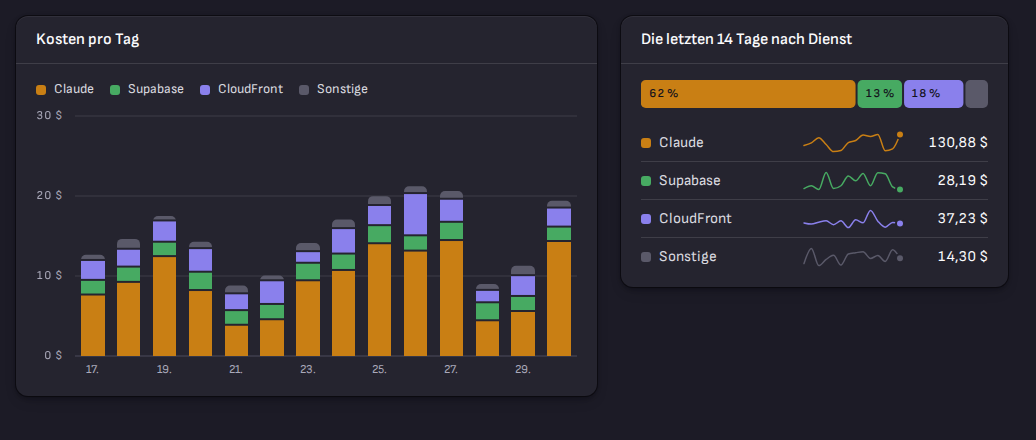 Kosten pro Tag
Claude Supabase CloudFront Sonstige
30 $
20 $
10 $
0 $
17. 19. 21. 23. 25. 27. 29.
Die letzten 14 Tage nach Dienst
62 % 13 % 18 %
Claude 130,88 $
Supabase 28,19 $
CloudFront 37,23 $
Sonstige 14,30 $